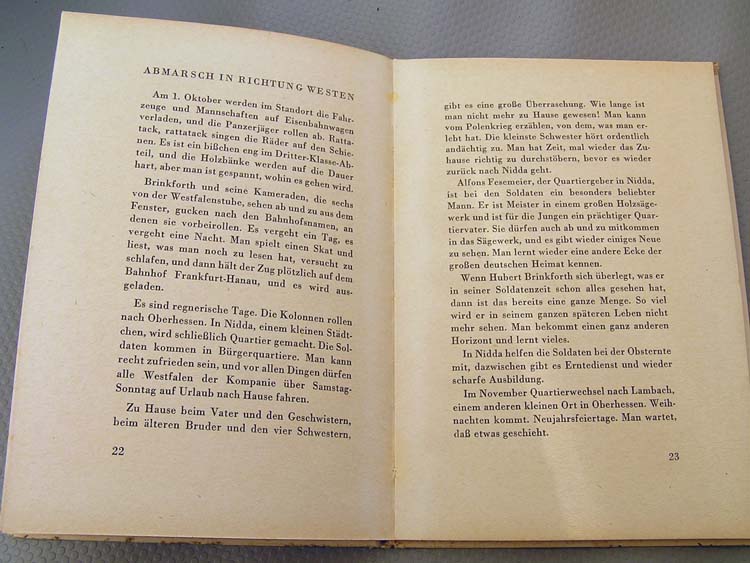 ABMARSCH IN RICHTUNG WESTEN
Am 1. Oktober werden im Standort die Fahr-
zeuge und Mannschaften auf Eisenbahnwagen
verladen, und die Panzerjäger rollen ab. Ratta-
tack, rattatack singen die Räder auf den Schie-
nen. Es ist ein bißchen eng im Dritter-Klasse-Ab-
teil, und die Holzbänke werden auf die Dauer
hart, aber man ist gespannt, wohin es gehen wird.
Brinkforth und seine Kameraden, die sechs
von der Westfalenstube, sehen ab und zu aus dem
Fenster, gucken nach den Bahnhofsnamen, an
denen sie vorbeirollen. Es vergeht ein Tag, es
vergeht eine Nacht. Man spielt einen Skat und
liest, was man noch zu lesen hat, versucht zu
schlafen, und dann hält der Zug plötzlich auf dem
Bahnhof Frankfurt-Hanau, und es wird aus-
geladen.
Es sind regnerische Tage. Die Kolonnen rollen
nach Oberhessen. In Nidda, einem kleinen Städt-
chen, wird schließlich Quartier gemacht. Die Sol-
daten kommen in Bürgerquartiere. Man kann
recht zufrieden sein, und vor allen Dingen dürfen
alle Westfalen der Kompanie über Samstag-
Sonntag auf Urlaub nach Hause fahren.
Zu Hause beim Vater und den Geschwistern,
beim älteren Bruder und den vier Schwestern,
22
gibt es eine große Überraschung. Wie lange ist
man nicht mehr zu Hause gewesen! Man kann
vom Polenkrieg erzählen, von dem, was man er-
lebt hat. Die kleinste Schwester hört ordentlich
andächtig zu. Man hat Zeit, mal wieder das Zu-
hause richtig zu durchstöbern, bevor es wieder
zurück nach Nidda geht.
Alfons Fesemeier, der Quartiergeber in Nidda,
ist bei den Soldaten ein besonders beliebter
Mann. Er ist Meister in einem großen Holzsäge-
werk und ist für die Jungen ein prächtiger Quar-
tiervater. Sie dürfen auch ab und zu mitkommen
in das Sägewerk, und es gibt wieder einiges Neue
zu sehen. Man lernt wieder eine andere Ecke der
großen deutschen Heimat kennen.
Wenn Hubert Brinkforth sich überlegt, was er
in seiner Soldatenzeit schon alles gesehen hat,
dann ist das bereits eine ganze Menge. So viel
wird er in seinem ganzen späteren Leben nicht
mehr sehen. Man bekommt einen ganz anderen
Horizont und lernt vieles.
In Nidda helfen die Soldaten bei der Obsternte
mit, dazwischen gibt es Erntedienst und wieder
scharfe Ausbildung.
Im November Quartierwechsel nach Lambach,
einem anderen kleinen Ort in Oberhessen. Weih-
nachten kommt. Neujahrsfeiertage. Man wartet,
daß etwas geschieht.
23